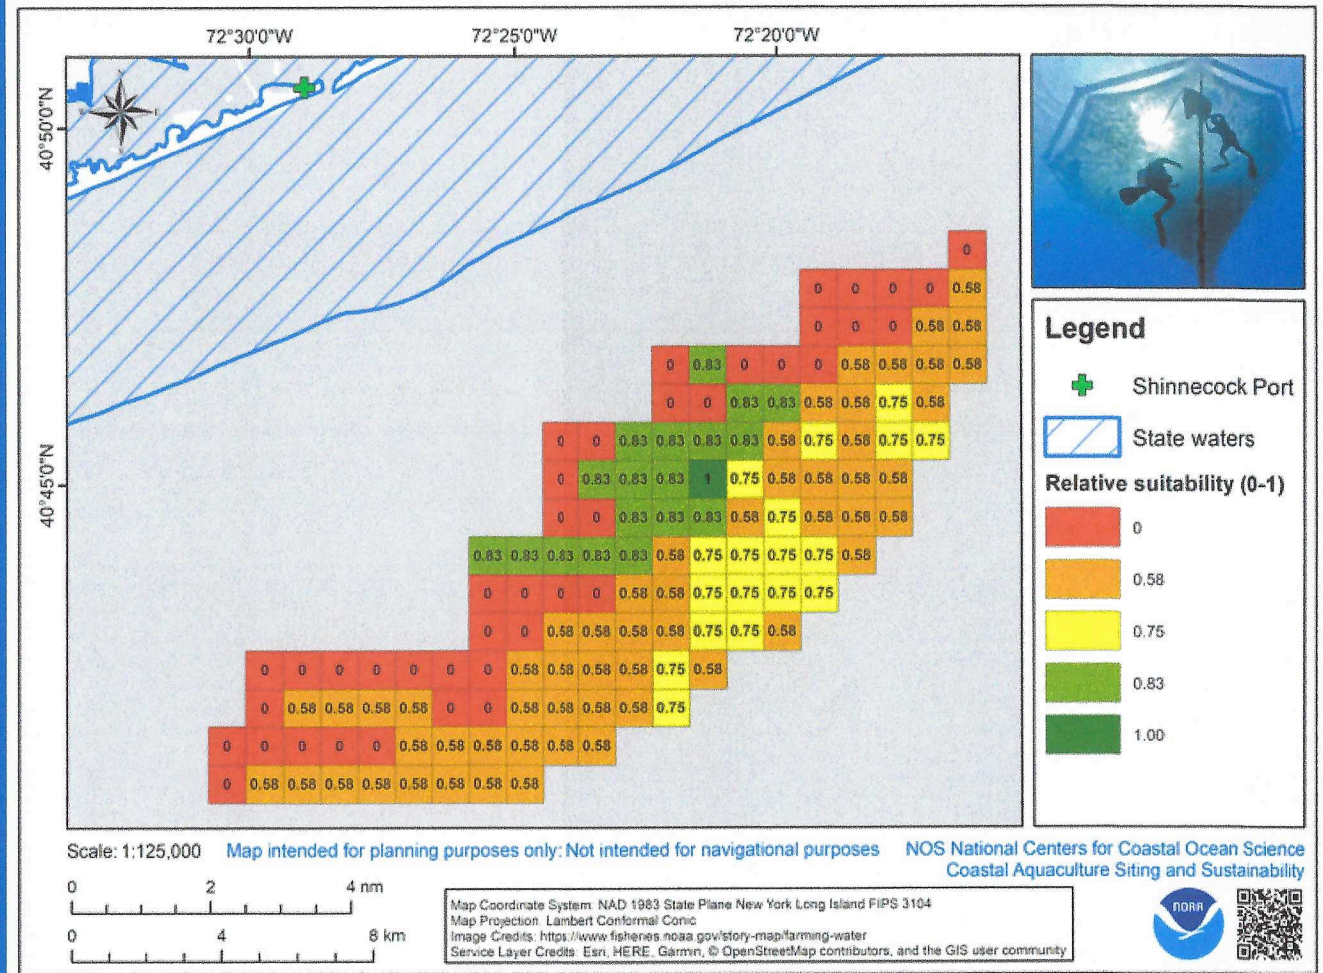 72°30'0"W 72°25'0"W 72°20'0"W
40°50'0"N
40°45'0"N
0
0 0 0 0 0.58
0 0 0 0.58 0.58
0 0.83 0 0 0 0.58 0.58 0.58 0.58
0 0 0.83 0.83 0.58 0.58 0.75 0.58
0 0 0.83 0.83 0.83 0.83 0.58 0.75 0.58 0.75 0.75
0 0.83 0.83 0.83 1 0.75 0.58 0.58 0.58 0.58
0 0 0.83 0.83 0.83 0.58 0.75 0.58 0.58 0.58
0.83 0.83 0.83 0.83 0.83 0.58 0.75 0.75 0.75 0.75 0.58
0 0 0 0 0.58 0.58 0.75 0.75 0.75 0.75
0 0 0.58 0.58 0.58 0.58 0.75 0.75 0.58
0 0 0 0 0 0 0 0.58 0.58 0.58 0.58 0.75 0.58
0 0.58 0.58 0.58 0.58 0 0 0.58 0.58 0.58 0.58 0.75
0 0 0 0 0 0.58 0.58 0.58 0.58 0.58 0.58
0 0.58 0.58 0.58 0.58 0.58 0.58 0.58 0.58
Legend
Shinnecock Port
State waters
Relative suitability (0-1)
0
0.58
0.75
0.83
1.00
Scale: 1:125,000 Map intended for planning purposes only: Not intended for navigational purposes
NOS National Centers for Coastal Ocean Science
Coastal Aquaculture Siting and Sustainability
0 2 4 nm
0 4 8 km
Map Coordinate System: NAD 1983 State Plane New York Long Island FIPS 3104
Map Projection: Lambert Conformal Conic
Image Credits: https://www.fisheries.noaa.gov/story-map/farming-water
Service Layer Credits: Esri, HERE, Garmin, © OpenStreetMap contributors, and the GIS user community
NOAA